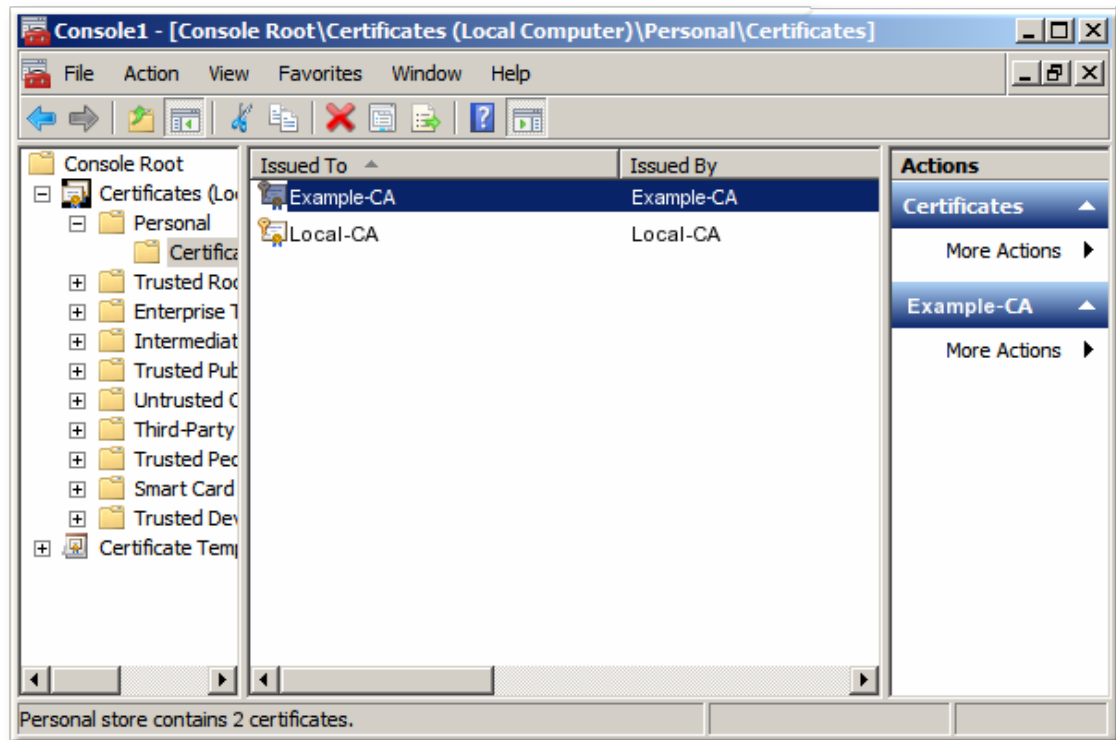 Console1 - [Console Root\Certificates (Local Computer)\Personal\Certificates]
File Action View Favorites Window Help
Console Root
Certificates (Loc
Personal
Certifica
Trusted Roo
Enterprise T
Intermediat
Trusted Pub
Untrusted C
Third-Party
Trusted Peo
Smart Card
Trusted Dev
Certificate Temp
Issued To Issued By
Example-CA Example-CA
Local-CA Local-CA
Actions
Certificates
More Actions
Example-CA
More Actions
Personal store contains 2 certificates.